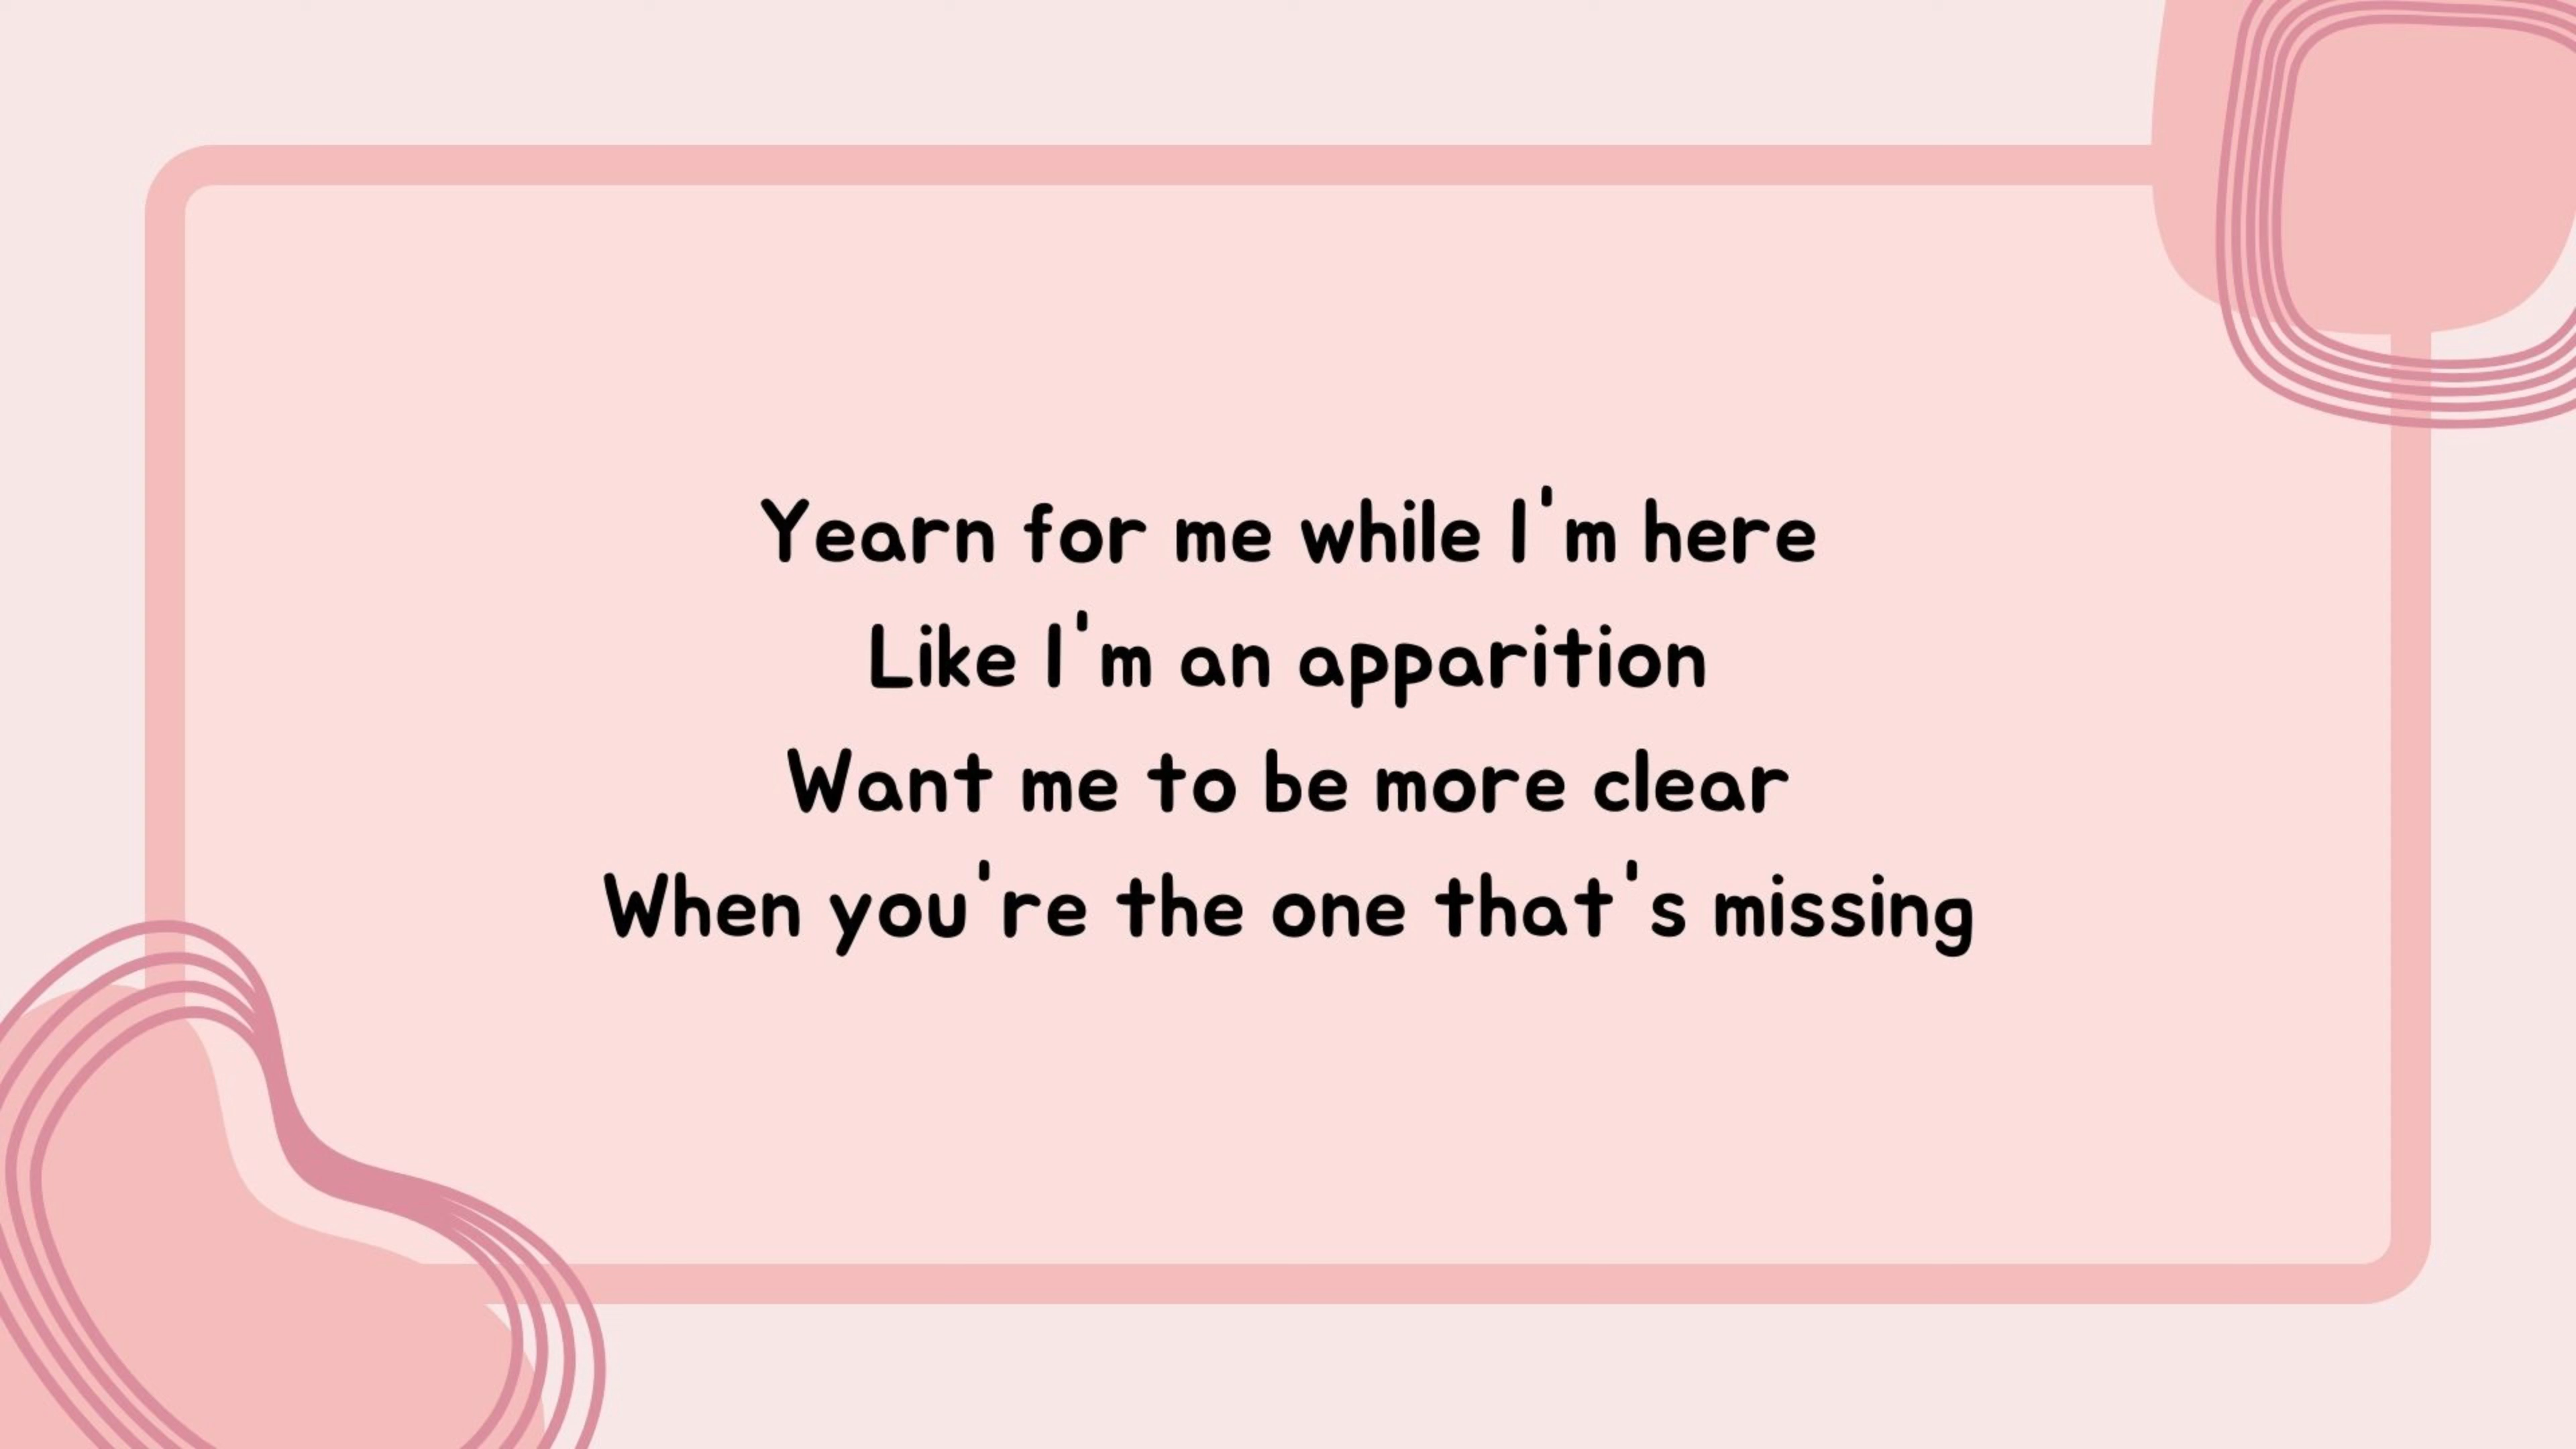 Yearn for me while I'm here
Like I'm an apparition
Want me to be more clear
When you're the one that's missing